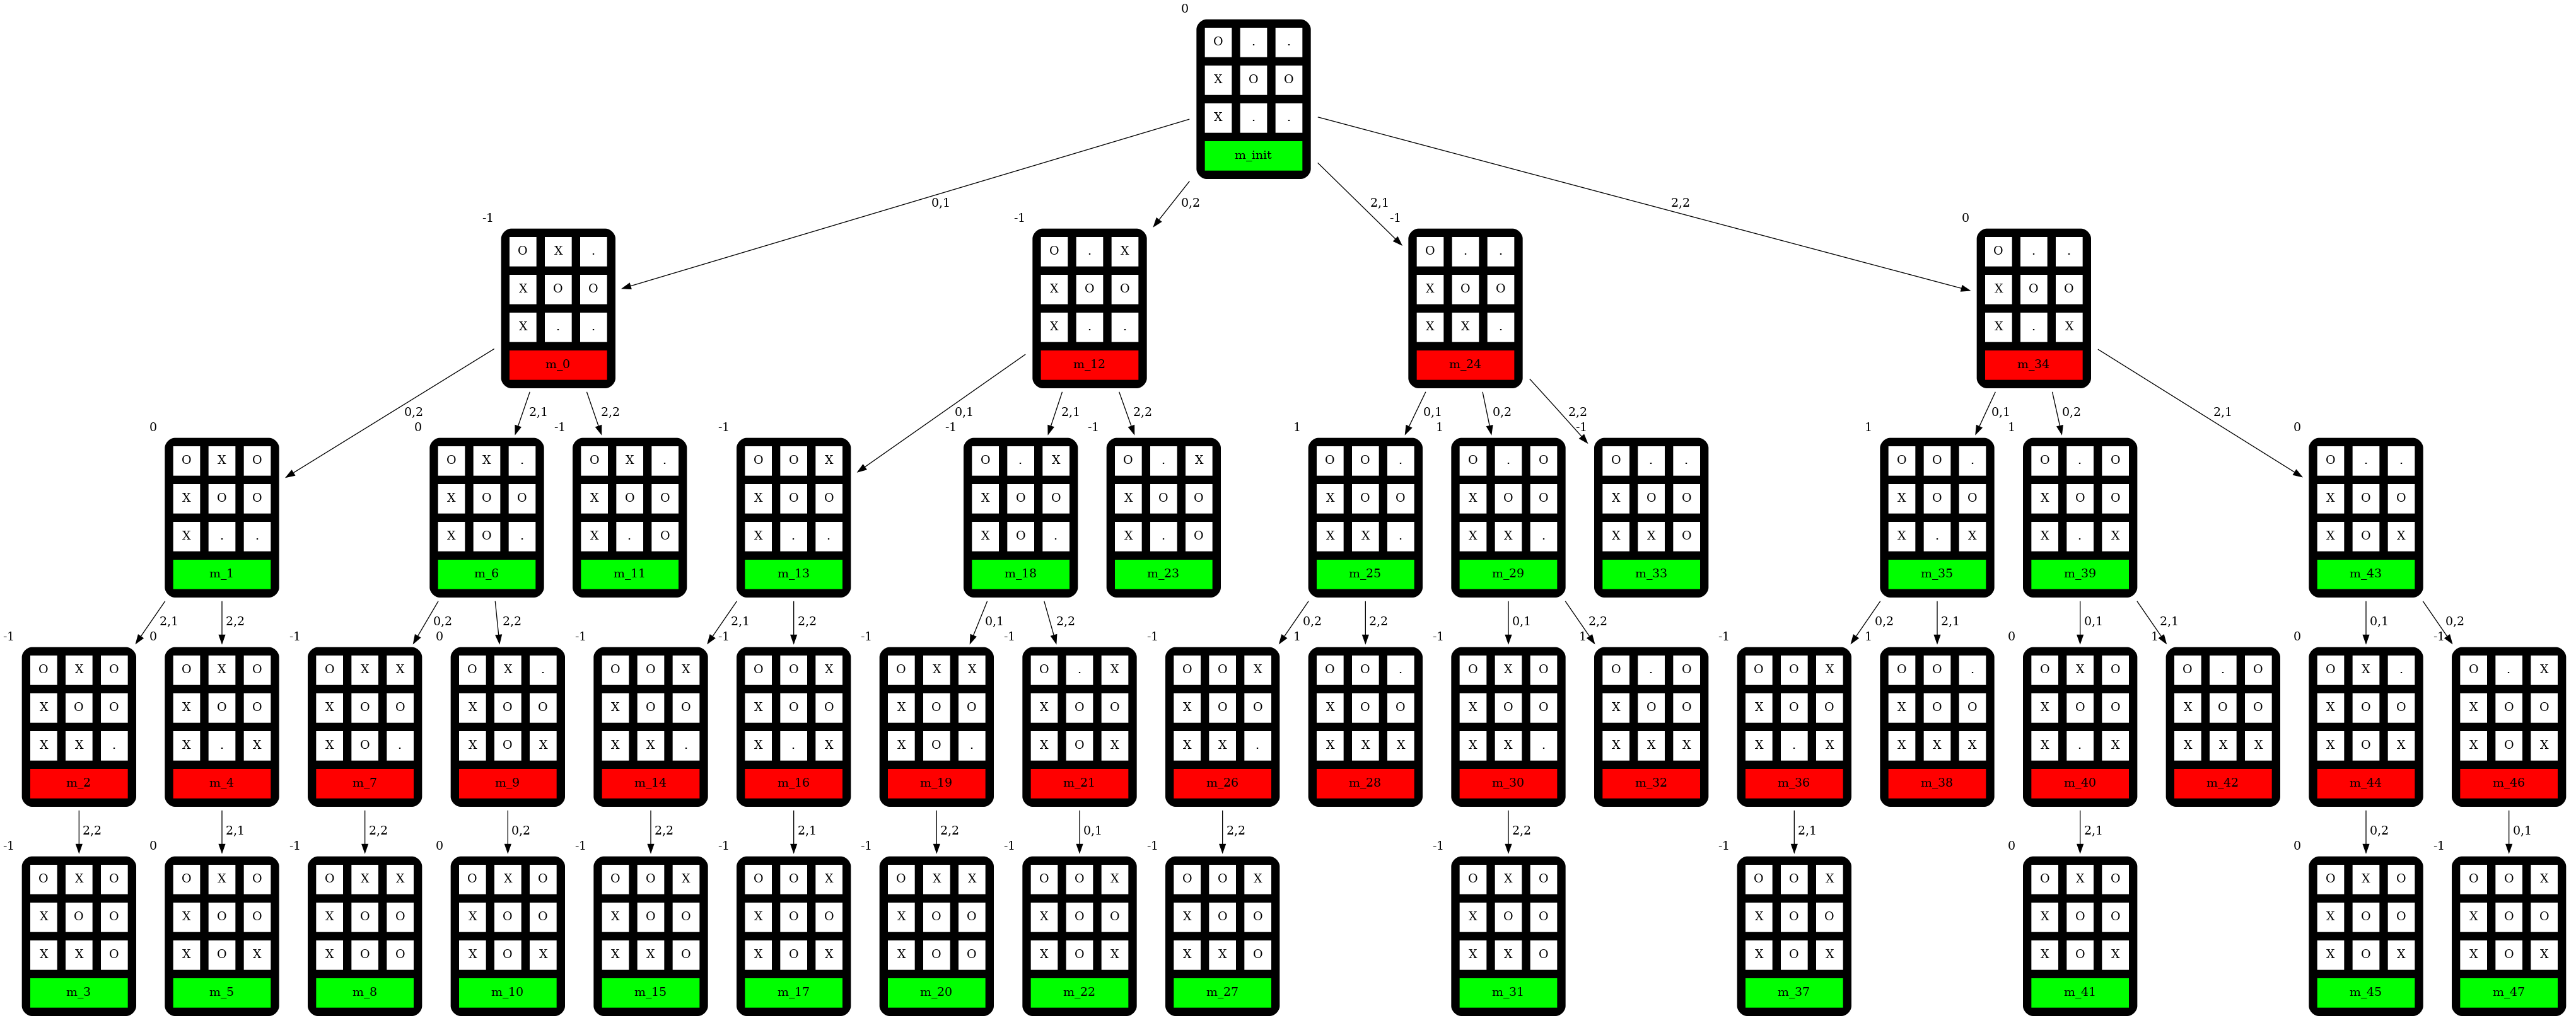 0
O . .
X O O
X . .
m_init
0,1
0,2
2,1
2,2
-1
O X .
X O O
X . .
m_0
-1
O . X
X O O
X . .
m_12
-1
O . .
X O O
X X .
m_24
0
O . .
X O O
X . X
m_34
0,2
2,1
2,2
0,1
2,1
2,2
0,1
0,2
2,2
0,1
0,2
2,1
0
O X O
X O O
X . .
m_1
0
O X .
X O O
X O .
m_6
-1
O X .
X O O
X . O
m_11
-1
O O X
X O O
X . .
m_13
-1
O . X
X O O
X O .
m_18
-1
O . X
X O O
X . O
m_23
1
O O .
X O O
X X .
m_25
1
O . O
X O O
X X .
m_29
-1
O . .
X O O
X X O
m_33
1
O O .
X O O
X . X
m_35
1
O . O
X O O
X . X
m_39
0
O . .
X O O
X O X
m_43
2,1
2,2
0,2
2,2
2,1
2,2
0,1
2,2
0,2
2,2
0,1
2,2
0,2
2,1
0,1
2,1
0,1
0,2
-1
O X O
X O O
X X .
m_2
0
O X O
X O O
X . X
m_4
-1
O X X
X O O
X O .
m_7
0
O X .
X O O
X O X
m_9
-1
O O X
X O O
X X .
m_14
-1
O O X
X O O
X . X
m_16
-1
O X X
X O O
X O .
m_19
-1
O . X
X O O
X O X
m_21
-1
O O X
X O O
X X .
m_26
1
O O .
X O O
X X X
m_28
-1
O X O
X O O
X X .
m_30
1
O . O
X O O
X X X
m_32
-1
O O X
X O O
X . X
m_36
1
O O .
X O O
X X X
m_38
0
O X O
X O O
X . X
m_40
1
O . O
X O O
X X X
m_42
0
O X .
X O O
X O X
m_44
-1
O . X
X O O
X O X
m_46
2,2
2,1
2,2
0,2
2,2
2,1
2,2
0,1
2,2
2,2
2,1
2,1
0,2
0,1
-1
O X O
X O O
X X O
m_3
0
O X O
X O O
X O X
m_5
-1
O X X
X O O
X O O
m_8
0
O X O
X O O
X O X
m_10
-1
O O X
X O O
X X O
m_15
-1
O O X
X O O
X O X
m_17
-1
O X X
X O O
X O O
m_20
-1
O O X
X O O
X O X
m_22
-1
O O X
X O O
X X O
m_27
-1
O X O
X O O
X X O
m_31
-1
O O X
X O O
X O X
m_37
0
O X O
X O O
X O X
m_41
0
O X O
X O O
X O X
m_45
-1
O O X
X O O
X O X
m_47